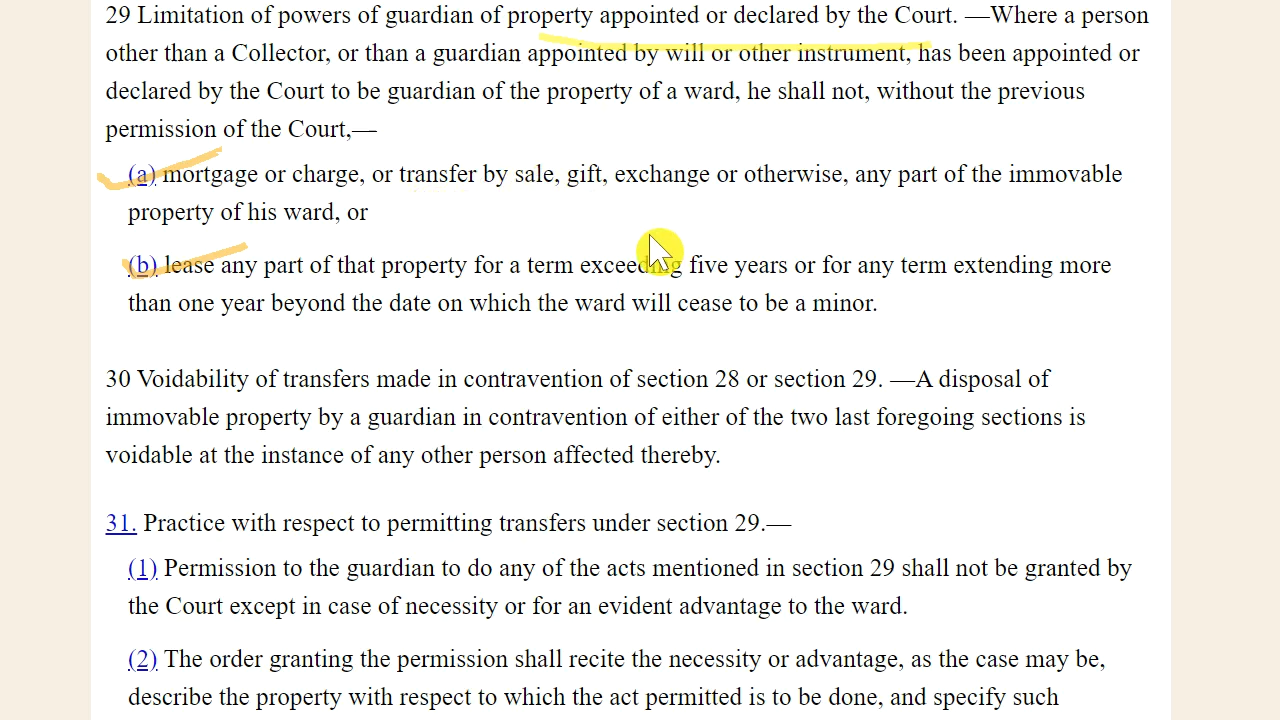 29 Limitation of powers of guardian of property appointed or declared by the Court. —Where a person
other than a Collector, or than a guardian appointed by will or other instrument, has been appointed or
declared by the Court to be guardian of the property of a ward, he shall not, without the previous
permission of the Court,—
(a) mortgage or charge, or transfer by sale, gift, exchange or otherwise, any part of the immovable
property of his ward, or
(b) lease any part of that property for a term exceeding five years or for any term extending more
than one year beyond the date on which the ward will cease to be a minor.
30 Voidability of transfers made in contravention of section 28 or section 29. —A disposal of
immovable property by a guardian in contravention of either of the two last foregoing sections is
voidable at the instance of any other person affected thereby.
31. Practice with respect to permitting transfers under section 29.—
(1) Permission to the guardian to do any of the acts mentioned in section 29 shall not be granted by
the Court except in case of necessity or for an evident advantage to the ward.
(2) The order granting the permission shall recite the necessity or advantage, as the case may be,
describe the property with respect to which the act permitted is to be done, and specify such